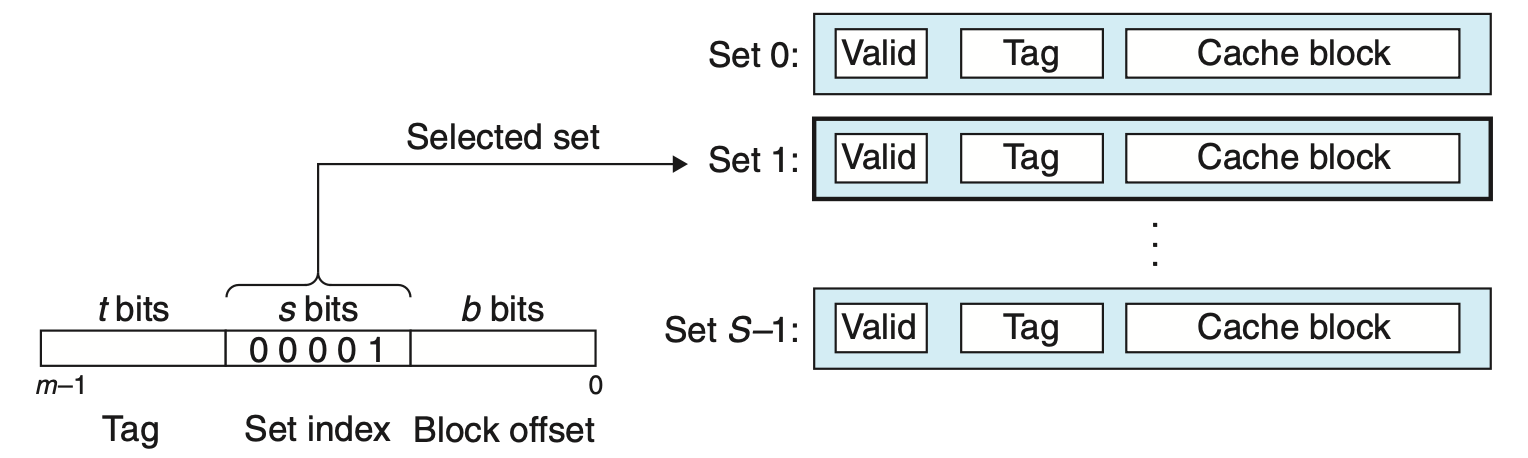 Set 0: Valid Tag Cache block
Selected set
Set 1: Valid Tag Cache block
⋮
t bits s bits b bits
0 0 0 0 1
Set S–1: Valid Tag Cache block
m–1 0
Tag Set index Block offset